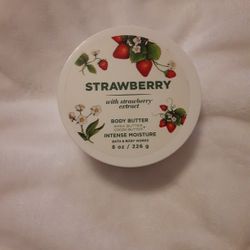 STRAWBERRY
with strawberry
extract
BODY BUTTER
SHEA BUTTER +
COCOA BUTTER
INTENSE MOISTURE
BATH & BODY WORKS
8 oz / 226 g